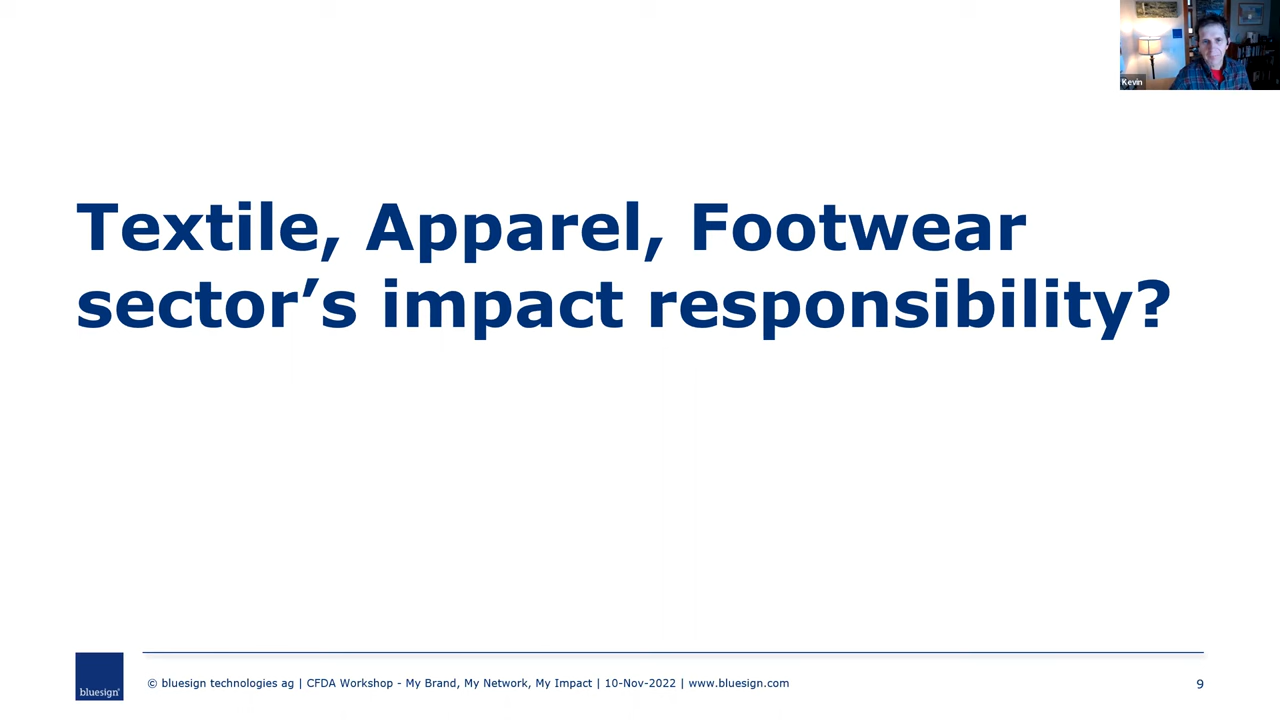 Kevin
Textile, Apparel, Footwear
sector’s impact responsibility?
bluesign®
© bluesign technologies ag | CFDA Workshop - My Brand, My Network, My Impact | 10-Nov-2022 | www.bluesign.com
9